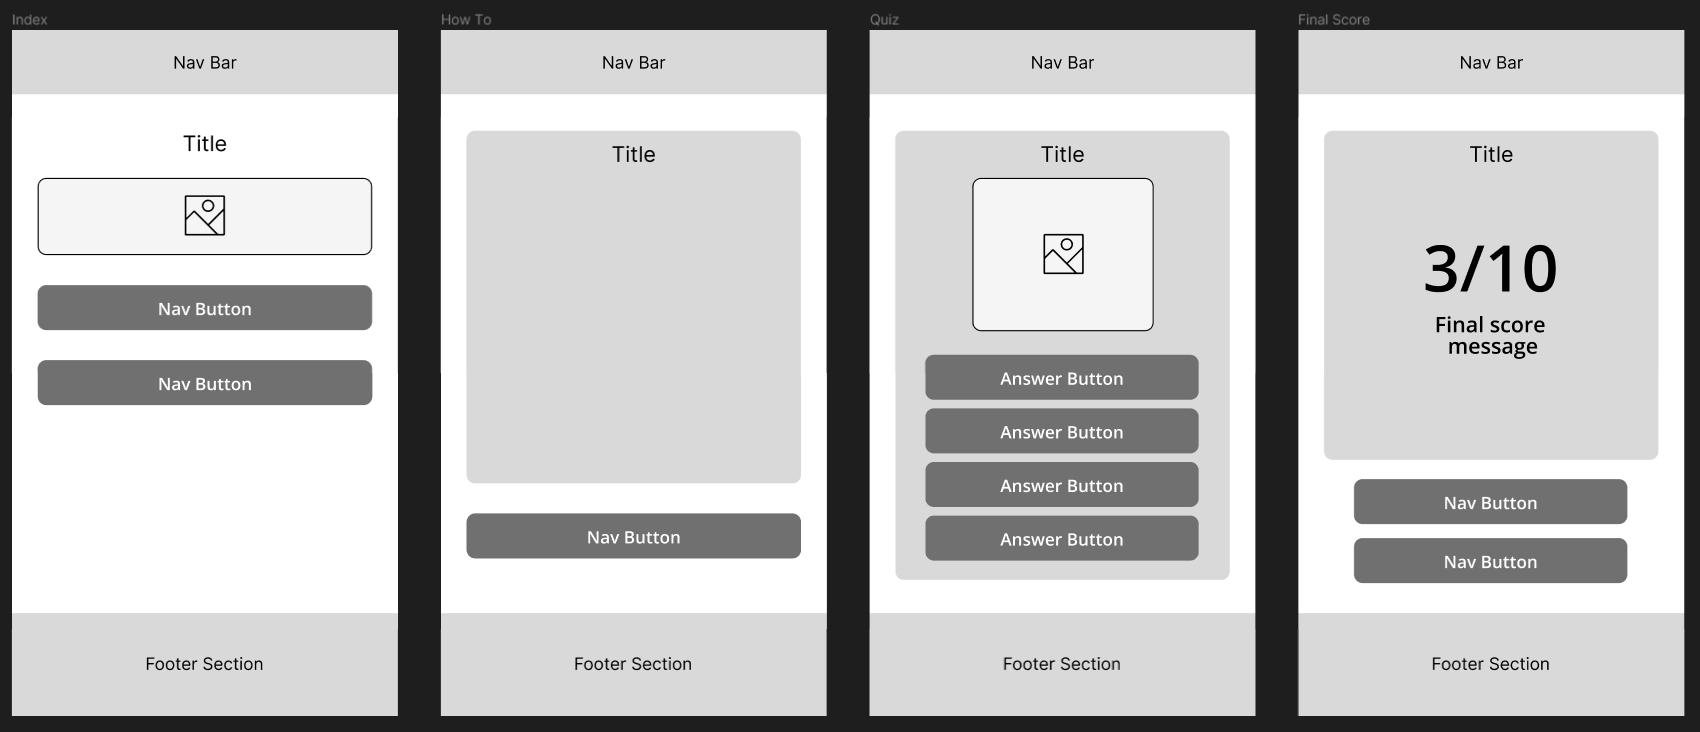 Index
Nav Bar
Title
Nav Button
Nav Button
Footer Section
How To
Nav Bar
Title
Nav Button
Footer Section
Quiz
Nav Bar
Title
Answer Button
Answer Button
Answer Button
Answer Button
Footer Section
Final Score
Nav Bar
Title
3/10
Final score
message
Nav Button
Nav Button
Footer Section